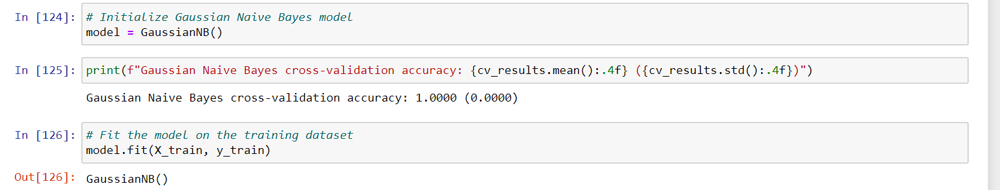 In [124]: # Initialize Gaussian Naive Bayes model
model = GaussianNB()
In [125]: print(f"Gaussian Naive Bayes cross-validation accuracy: {cv_results.mean():.4f} ({cv_results.std():.4f})")
Gaussian Naive Bayes cross-validation accuracy: 1.0000 (0.0000)
In [126]: # Fit the model on the training dataset
model.fit(X_train, y_train)
Out[126]: GaussianNB()